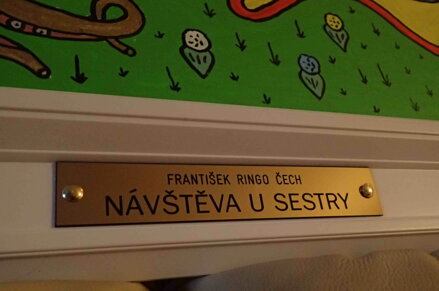 FRANTIŠEK RINGO ČECH
NÁVŠTĚVA U SESTRY